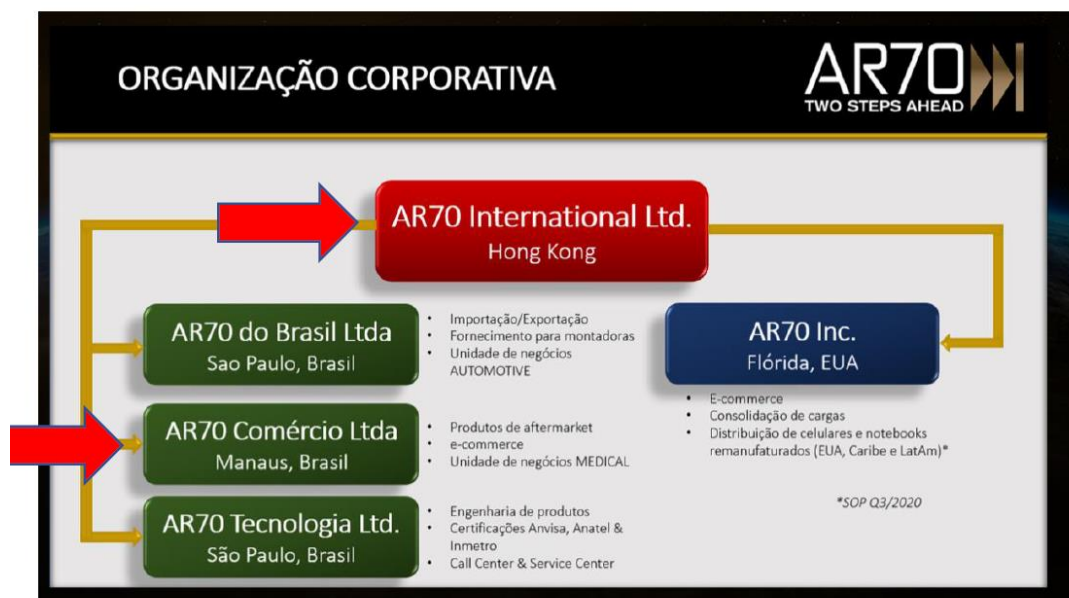 ORGANIZAÇÃO CORPORATIVA
AR70
TWO STEPS AHEAD
AR70 International Ltd.
Hong Kong
AR70 do Brasil Ltda
Sao Paulo, Brasil
• Importação/Exportação
• Fornecimento para montadoras
• Unidade de negócios
AUTOMOTIVE
AR70 Comércio Ltda
Manaus, Brasil
• Produtos de aftermarket
• e-commerce
• Unidade de negócios MEDICAL
AR70 Tecnologia Ltd.
São Paulo, Brasil
• Engenharia de produtos
• Certificações Anvisa, Anatel &
Inmetro
• Call Center & Service Center
AR70 Inc.
Flórida, EUA
• E-commerce
• Consolidação de cargas
• Distribuição de celulares e notebooks
remanufaturados (EUA, Caribe e LatAm)*
*SOP Q3/2020